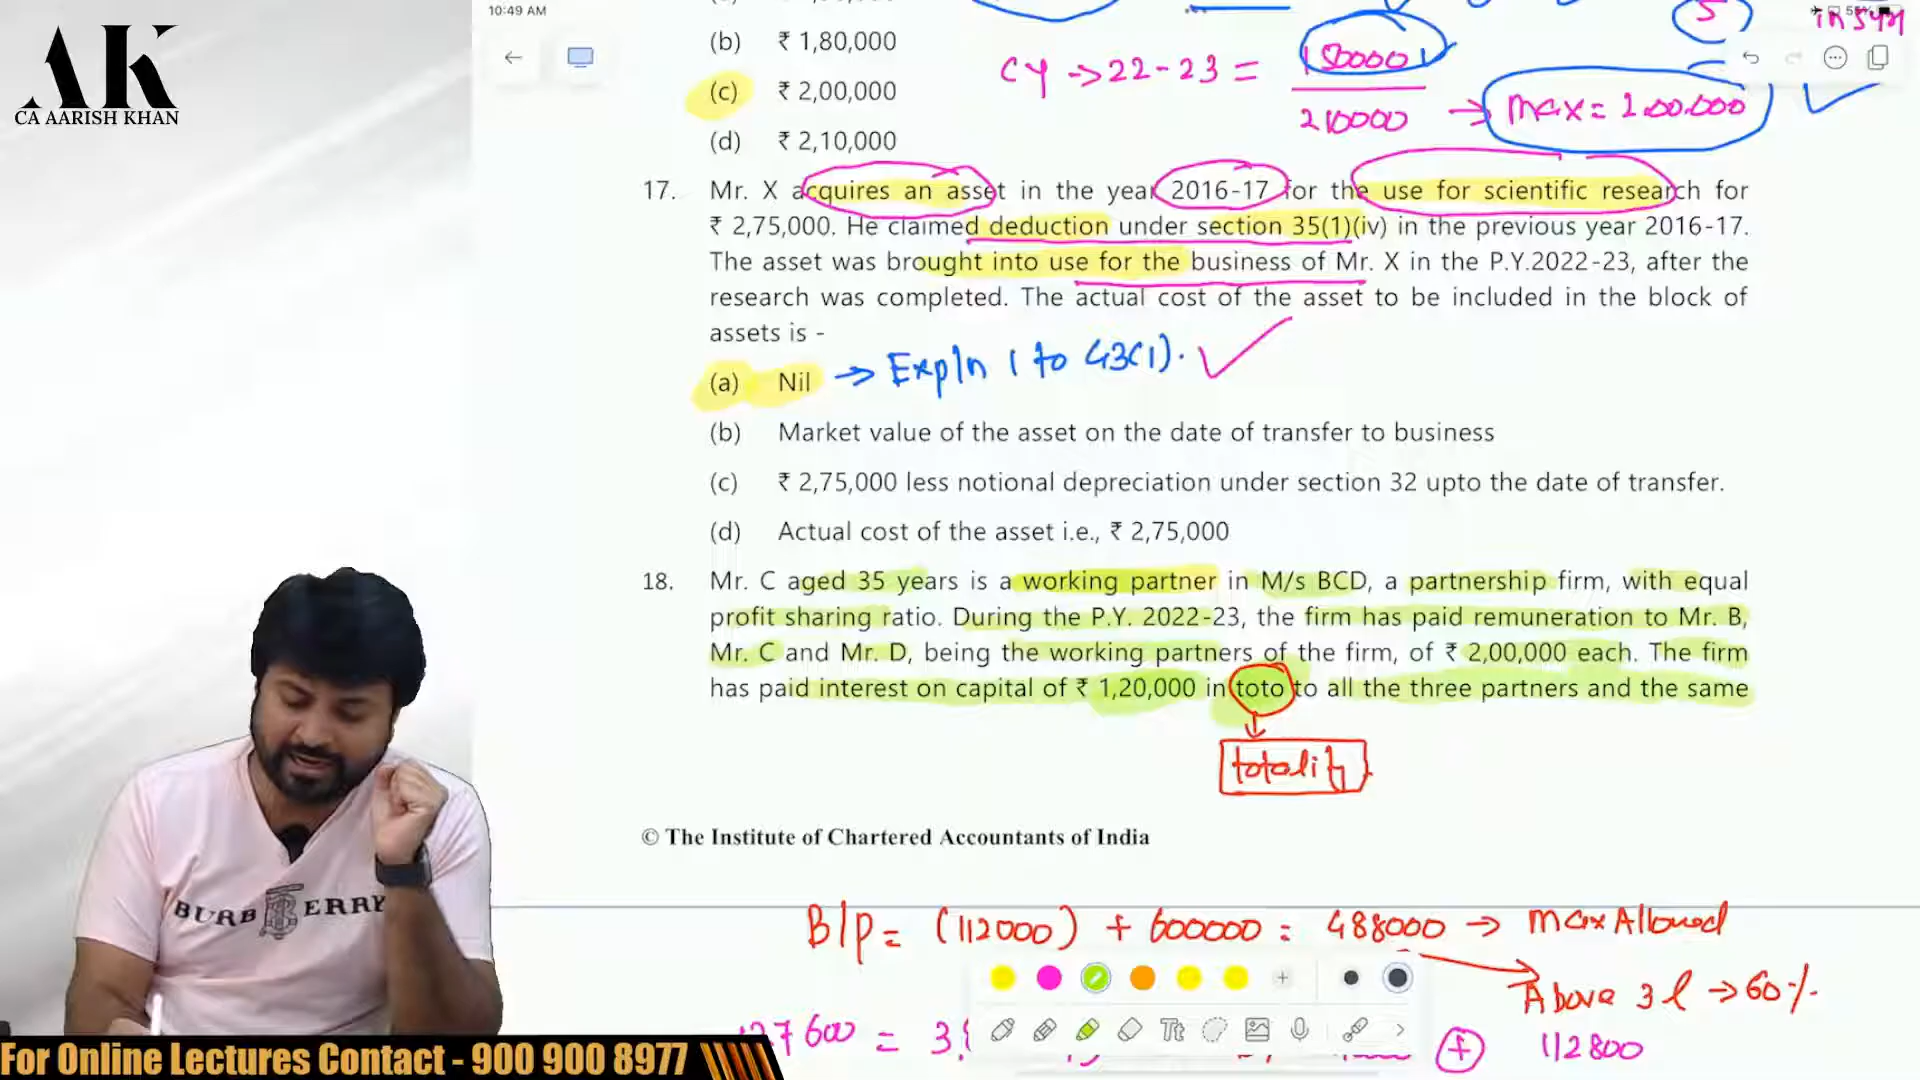 10:49 AM
AK
CA AARISH KHAN
(b) ₹ 1,80,000
(c) ₹ 2,00,000
(d) ₹ 2,10,000
5
CY → 22-23 =
210000 → max = 2.00.000
17. Mr. X acquires an asset in the year 2016-17 for the use for scientific research for
₹ 2,75,000. He claimed deduction under section 35(1)(iv) in the previous year 2016-17.
The asset was brought into use for the business of Mr. X in the P.Y.2022-23, after the
research was completed. The actual cost of the asset to be included in the block of
assets is -
(a) Nil → Expln 1 to 43(1).
(b) Market value of the asset on the date of transfer to business
(c) ₹ 2,75,000 less notional depreciation under section 32 upto the date of transfer.
(d) Actual cost of the asset i.e., ₹ 2,75,000
18. Mr. C aged 35 years is a working partner in M/s BCD, a partnership firm, with equal
profit sharing ratio. During the P.Y. 2022-23, the firm has paid remuneration to Mr. B,
Mr. C and Mr. D, being the working partners of the firm, of ₹ 2,00,000 each. The firm
has paid interest on capital of ₹ 1,20,000 in toto to all the three partners and the same
totality
© The Institute of Chartered Accountants of India
B/P = (112000) + 600000 = 488000 → max Allowed
Above 3 l → 60%
7600 = 3. + 112800
Tt
BURBERRY
For Online Lectures Contact - 900 900 8977